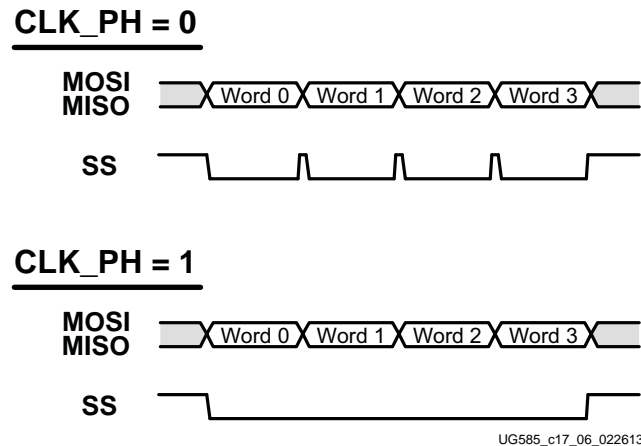 CLK_PH = 0
MOSI
MISO
Word 0 Word 1 Word 2 Word 3
SS
CLK_PH = 1
MOSI
MISO
Word 0 Word 1 Word 2 Word 3
SS
UG585_c17_06_022613